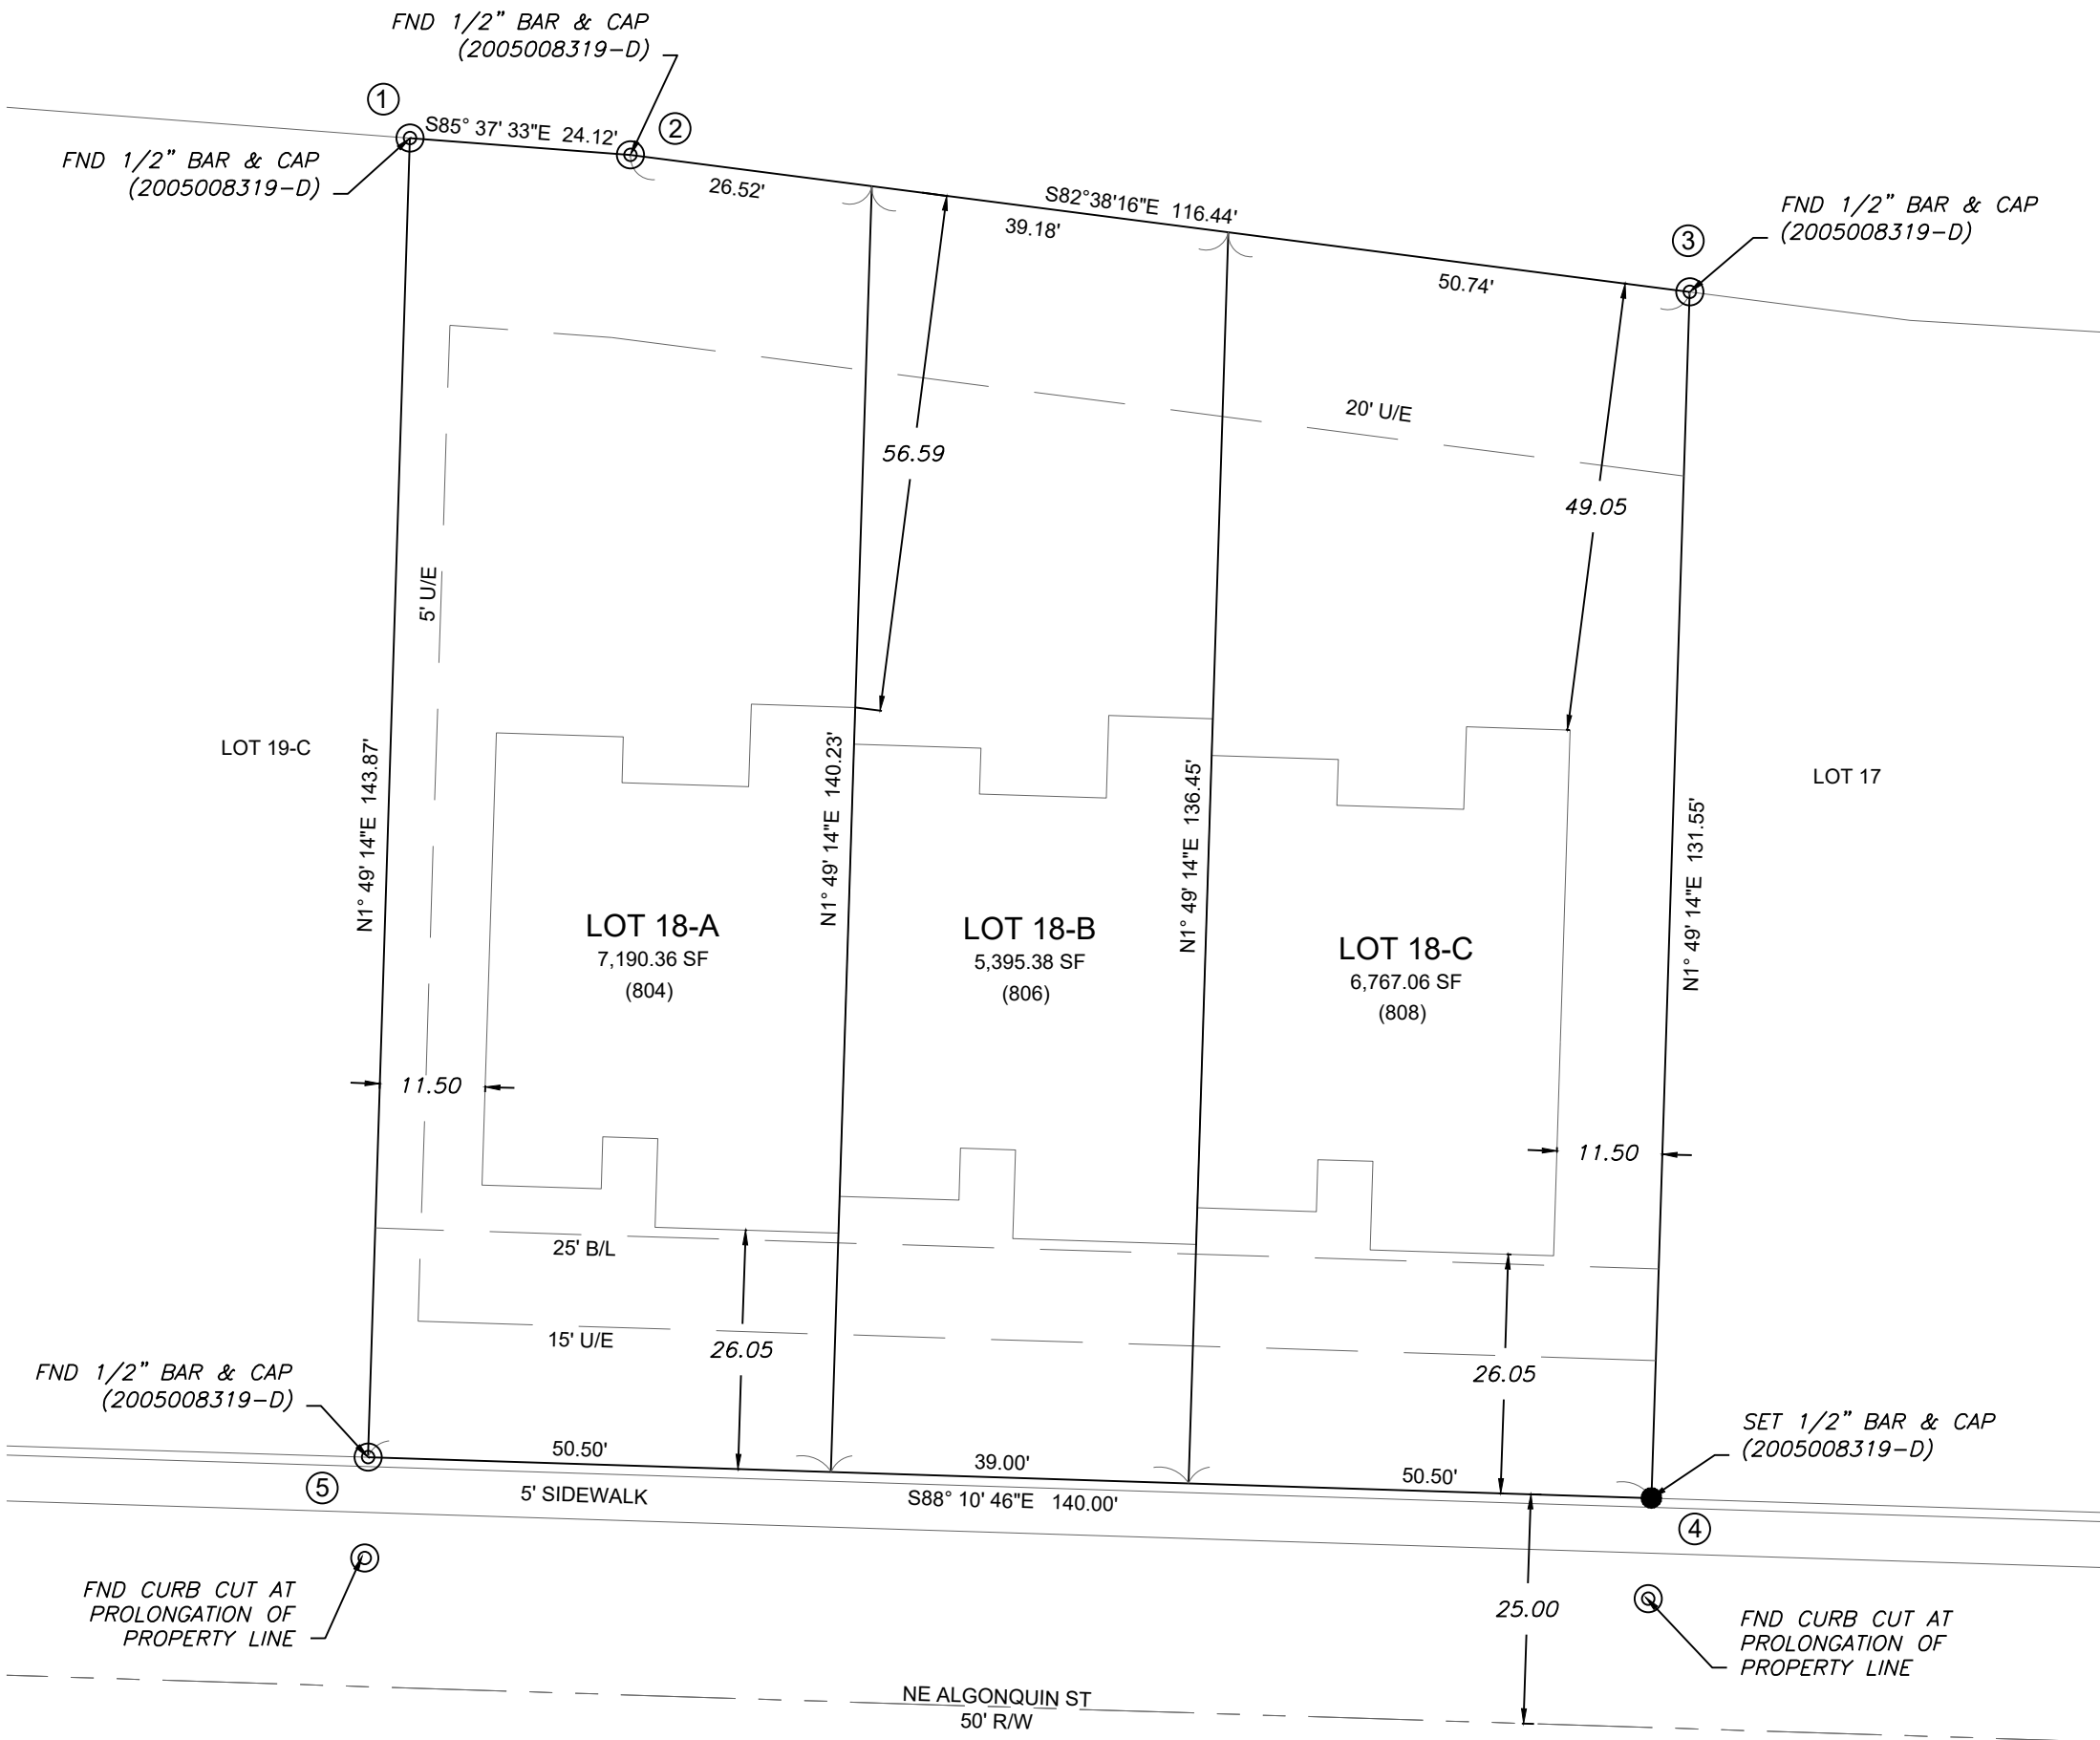 FND 1/2" BAR & CAP
(2005008319-D)
1
S85° 37' 33"E 24.12'
2
FND 1/2" BAR & CAP
(2005008319-D)
26.52'
S82°38'16"E 116.44'
39.18'
FND 1/2" BAR & CAP
(2005008319-D)
3
50.74'
20' U/E
56.59
49.05
5' U/E
LOT 19-C
N1° 49' 14"E 143.87'
N1° 49' 14"E 140.23'
N1° 49' 14"E 136.45'
N1° 49' 14"E 131.55'
LOT 17
LOT 18-A
7,190.36 SF
(804)
LOT 18-B
5,395.38 SF
(806)
LOT 18-C
6,767.06 SF
(808)
11.50
11.50
25' B/L
15' U/E
26.05
26.05
FND 1/2" BAR & CAP
(2005008319-D)
SET 1/2" BAR & CAP
(2005008319-D)
50.50'
39.00'
50.50'
5
5' SIDEWALK
S88° 10' 46"E 140.00'
4
FND CURB CUT AT
PROLONGATION OF
PROPERTY LINE
25.00
FND CURB CUT AT
PROLONGATION OF
PROPERTY LINE
NE ALGONQUIN ST
50' R/W